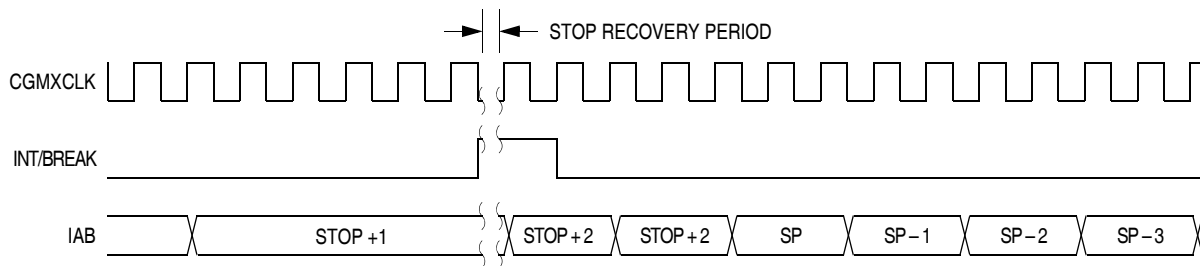 STOP RECOVERY PERIOD
CGMXCLK
INT/BREAK
IAB
STOP +1
STOP + 2
STOP + 2
SP
SP – 1
SP – 2
SP – 3